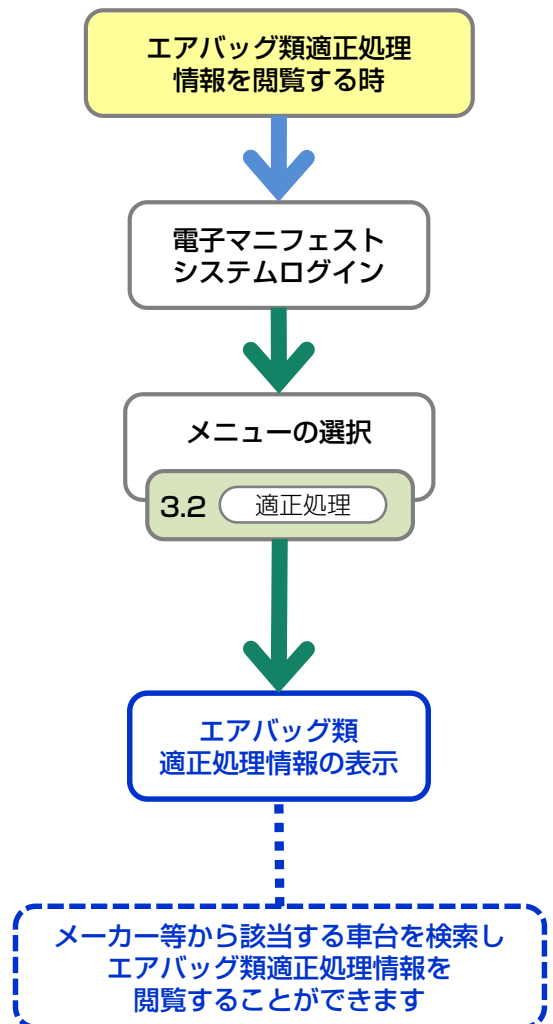 エアバッグ類適正処理
情報を閲覧する時
電子マニフェスト
システムログイン
メニューの選択
3.2 適正処理
エアバッグ類
適正処理情報の表示
メーカー等から該当する車台を検索し
エアバッグ類適正処理情報を
閲覧することができます